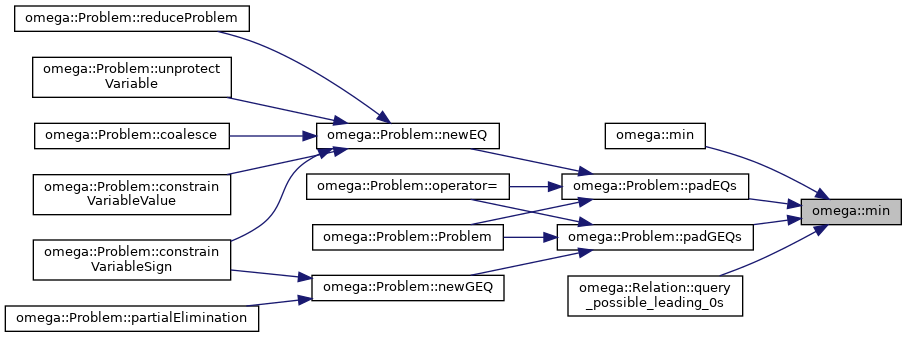 omega::Problem::reduceProblem
omega::Problem::unprotect
Variable
omega::Problem::coalesce
omega::Problem::newEQ
omega::min
omega::Problem::constrain
VariableValue
omega::Problem::operator=
omega::Problem::padEQs
omega::min
omega::Problem::Problem
omega::Problem::padGEQs
omega::Problem::constrain
VariableSign
omega::Problem::newGEQ
omega::Relation::query
_possible_leading_0s
omega::Problem::partialElimination